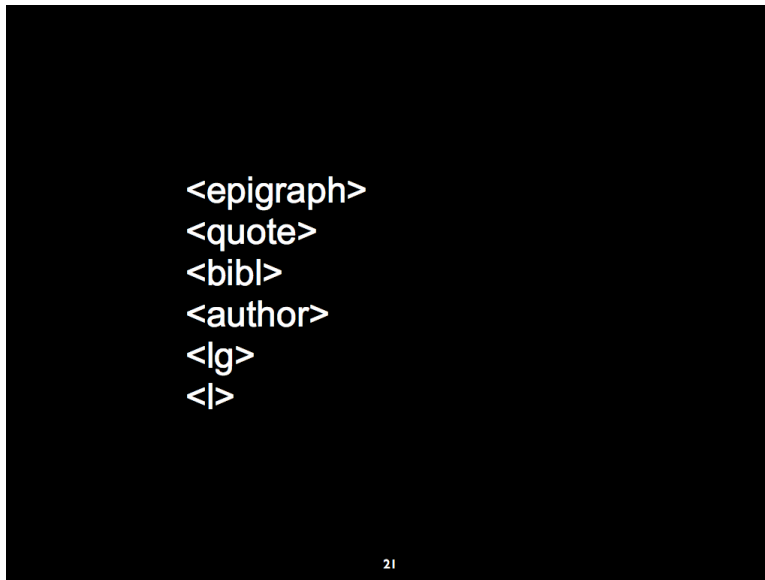 <epigraph>
<quote>
<bibl>
<author>
<lg>
<l>
21